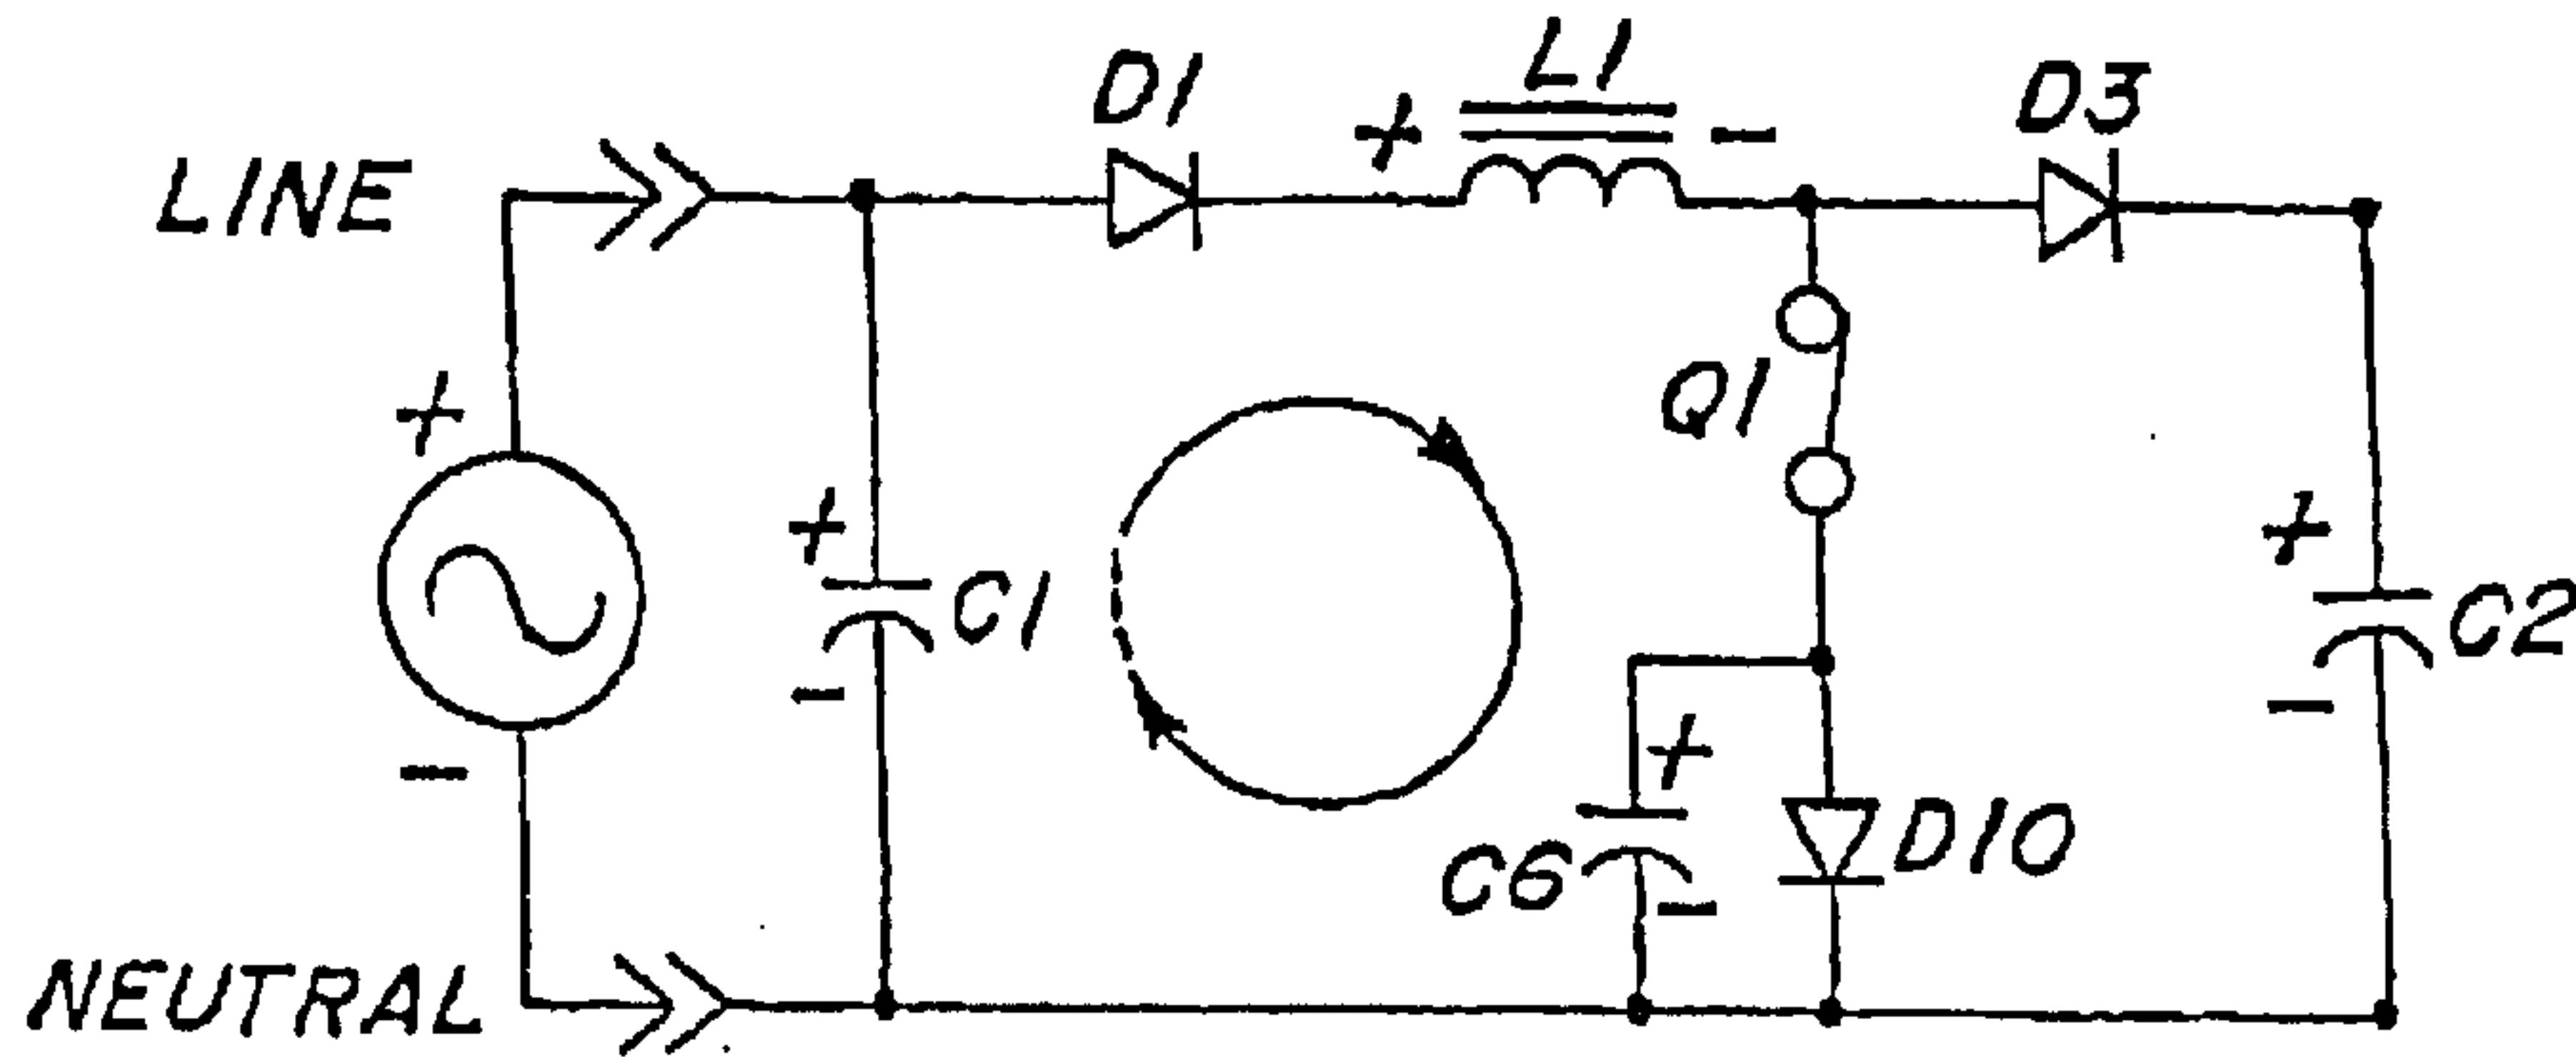 L1
D1
+
-
D3
LINE
+
+
Q1
+
C1
C2
-
-
+
-
C6
D10
-
NEUTRAL